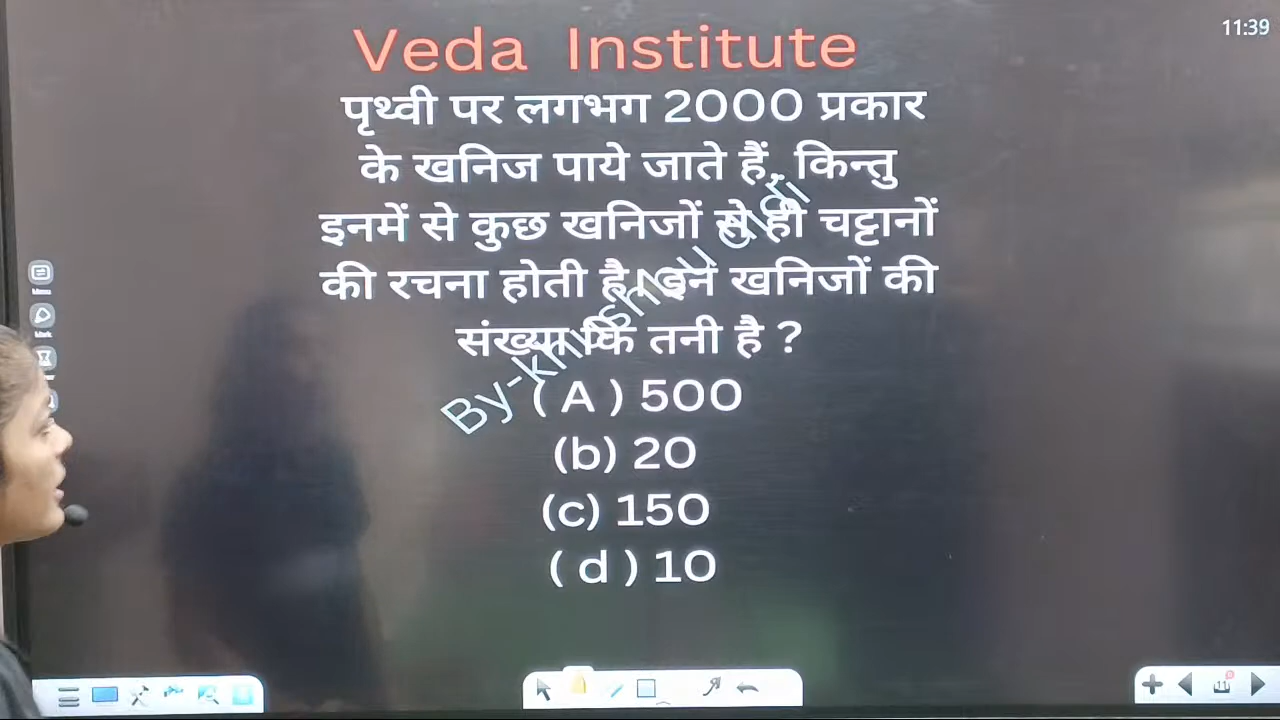 11:39
Veda Institute
पृथ्वी पर लगभग 2000 प्रकार
के खनिज पाये जाते हैं, किन्तु
इनमें से कुछ खनिजों से ही चट्टानों
की रचना होती है। इन खनिजों की
संख्या कि तनी है ?
( A ) 500
(b) 20
(c) 150
( d ) 10